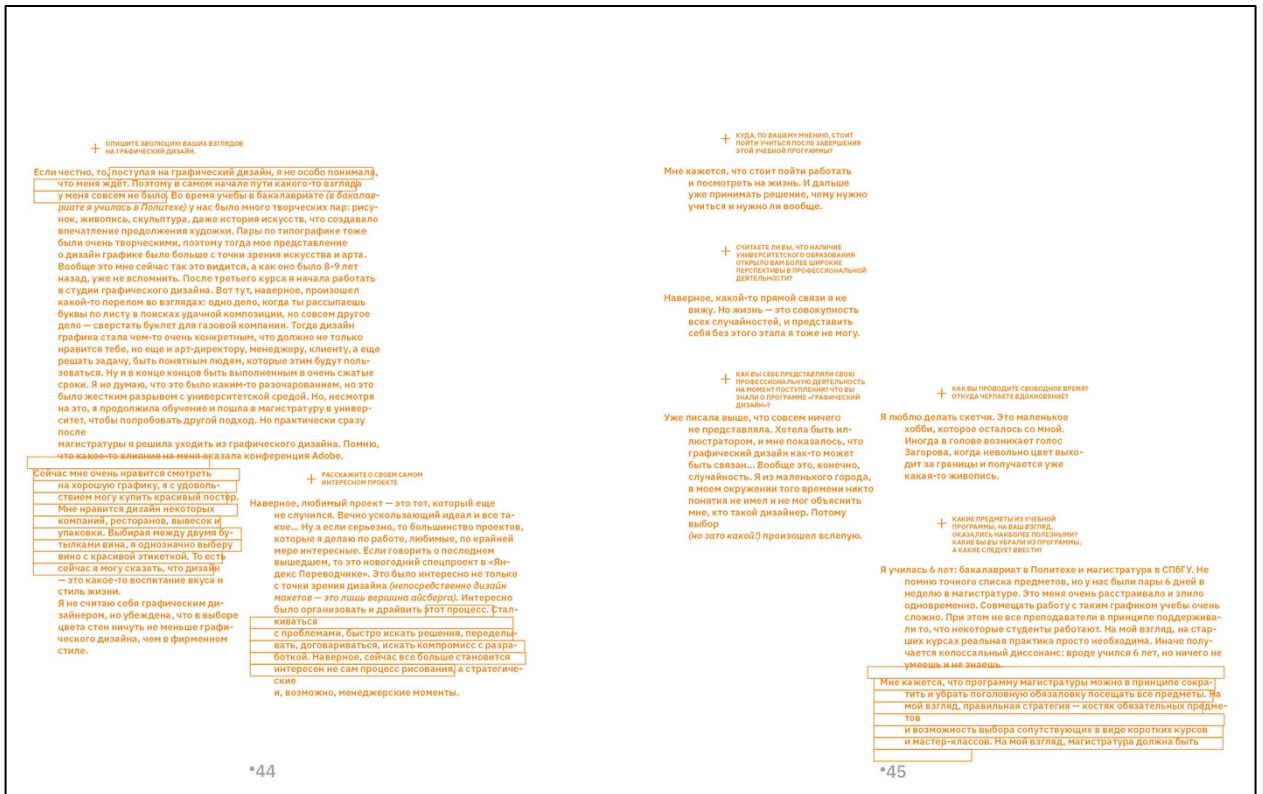 + ОПИШИТЕ ЭВОЛЮЦИЮ ВАШИХ ВЗГЛЯДОВ
НА ГРАФИЧЕСКИЙ ДИЗАЙН.
Если честно, то, поступая на графический дизайн, я не особо понимала,
что меня ждёт. Поэтому в самом начале пути какого-то взгляда
у меня совсем не было. Во время учебы в бакалавриате (в бакалав-
риате я училась в Политехе) у нас было много творческих пар: рису-
нок, живопись, скульптура, даже история искусств, что создавало
впечатление продолжения художки. Пары по типографике тоже
были очень творческими, поэтому тогда мое представление
о дизайн графике было больше с точки зрения искусства и арта.
Вообще это мне сейчас так это видится, а как оно было 8-9 лет
назад, уже не вспомнить. После третьего курса я начала работать
в студии графического дизайна. Вот тут, наверное, произошел
какой-то перелом во взглядах: одно дело, когда ты рассыпаешь
буквы по листу в поисках удачной композиции, но совсем другое
дело — сверстать буклет для газовой компании. Тогда дизайн
графика стала чем-то очень конкретным, что должно не только
нравится тебе, но еще и арт-директору, менеджеру, клиенту, а еще
решать задачу, быть понятным людям, которые этим будут поль-
зоваться. Ну и в конце концов быть выполненным в очень сжатые
сроки. Я не думаю, что это было каким-то разочарованием, но это
было жестким разрывом с университетской средой. Но, несмотря
на это, я продолжила обучение и пошла в магистратуру в универ-
ситет, чтобы попробовать другой подход. Но практически сразу
после
магистратуры я решила уходить из графического дизайна. Помню,
что какое-то влияние на меня оказала конференция Adobe.
Сейчас мне очень нравится смотреть
на хорошую графику, я с удоволь-
ствием могу купить красивый постер.
Мне нравится дизайн некоторых
компаний, ресторанов, вывесок и
упаковки. Выбирая между двумя бу-
тылками вина, я однозначно выберу
вино с красивой этикеткой. То есть
сейчас я могу сказать, что дизайн
— это какое-то воспитание вкуса и
стиль жизни.
Я не считаю себя графическим ди-
зайнером, но убеждена, что в выборе
цвета стен ничуть не меньше графи-
ческого дизайна, чем в фирменном
стиле.
+ РАССКАЖИТЕ О СВОЕМ САМОМ
ИНТЕРЕСНОМ ПРОЕКТЕ
Наверное, любимый проект — это тот, который еще
не случился. Вечно ускользающий идеал и все та-
кое... Ну а если серьезно, то большинство проектов,
которые я делаю по работе, любимые, по крайней
мере интересные. Если говорить о последнем
вышедшем, то это новогодний спецпроект в «Ян-
декс Переводчике». Это было интересно не только
с точки зрения дизайна (непосредственно дизайн
макетов — это лишь вершина айсберга). Интересно
было организовать и драйвить этот процесс. Стал-
киваться
с проблемами, быстро искать решения, переделы-
вать, договариваться, искать компромисс с разра-
боткой. Наверное, сейчас все больше становится
интересен не сам процесс рисования, а стратегиче-
ские
и, возможно, менеджерские моменты.
•44
+ КУДА, ПО ВАШЕМУ МНЕНИЮ, СТОИТ
ПОЙТИ УЧИТЬСЯ ПОСЛЕ ЗАВЕРШЕНИЯ
ЭТОЙ УЧЕБНОЙ ПРОГРАММЫ?
Мне кажется, что стоит пойти работать
и посмотреть на жизнь. И дальше
уже принимать решение, чему нужно
учиться и нужно ли вообще.
+ СЧИТАЕТЕ ЛИ ВЫ, ЧТО НАЛИЧИЕ
УНИВЕРСИТЕТСКОГО ОБРАЗОВАНИЯ
ОТКРЫЛО ВАМ БОЛЕЕ ШИРОКИЕ
ПЕРСПЕКТИВЫ В ПРОФЕССИОНАЛЬНОЙ
ДЕЯТЕЛЬНОСТИ?
Наверное, какой-то прямой связи я не
вижу. Но жизнь — это совокупность
всех случайностей, и представить
себя без этого этапа я тоже не могу.
+ КАК ВЫ СЕБЕ ПРЕДСТАВЛЯЛИ СВОЮ
ПРОФЕССИОНАЛЬНУЮ ДЕЯТЕЛЬНОСТЬ
НА МОМЕНТ ПОСТУПЛЕНИЯ? ЧТО ВЫ
ЗНАЛИ О ПРОГРАММЕ «ГРАФИЧЕСКИЙ
ДИЗАЙН»?
Уже писала выше, что совсем ничего
не представляла. Хотела быть ил-
люстратором, и мне показалось, что
графический дизайн как-то может
быть связан... Вообще это, конечно,
случайность. Я из маленького города,
в моем окружении того времени никто
понятия не имел и не мог объяснить
мне, кто такой дизайнер. Потому
выбор
(но зато какой!) произошел вслепую.
+ КАК ВЫ ПРОВОДИТЕ СВОБОДНОЕ ВРЕМЯ?
ОТКУДА ЧЕРПАЕТЕ ВДОХНОВЕНИЕ?
Я люблю делать скетчи. Это маленькое
хобби, которое осталось со мной.
Иногда в голове возникает голос
Загорова, когда невольно цвет выхо-
дит за границы и получается уже
какая-то живопись.
+ КАКИЕ ПРЕДМЕТЫ ИЗ УЧЕБНОЙ
ПРОГРАММЫ, НА ВАШ ВЗГЛЯД,
ОКАЗАЛИСЬ НАИБОЛЕЕ ПОЛЕЗНЫМИ?
КАКИЕ БЫ ВЫ УБРАЛИ ИЗ ПРОГРАММЫ,
А КАКИЕ СЛЕДУЕТ ВВЕСТИ?
Я училась 6 лет: бакалавриат в Политехе и магистратура в СПбГУ. Не
помню точного списка предметов, но у нас были пары 6 дней в
неделю в магистратуре. Это меня очень расстраивало и злило
одновременно. Совмещать работу с таким графиком учебы очень
сложно. При этом не все преподаватели в принципе поддержива-
ли то, что некоторые студенты работают. На мой взгляд, на стар-
ших курсах реальная практика просто необходима. Иначе полу-
чается колоссальный диссонанс: вроде учился 6 лет, но ничего не
умеешь и не знаешь.
Мне кажется, что программу магистратуры можно в принципе сокра-
тить и убрать поголовную обязаловку посещать все предметы. На
мой взгляд, правильная стратегия — костяк обязательных предме-
тов
и возможность выбора сопутствующих в виде коротких курсов
и мастер-классов. На мой взгляд, магистратура должна быть
•45